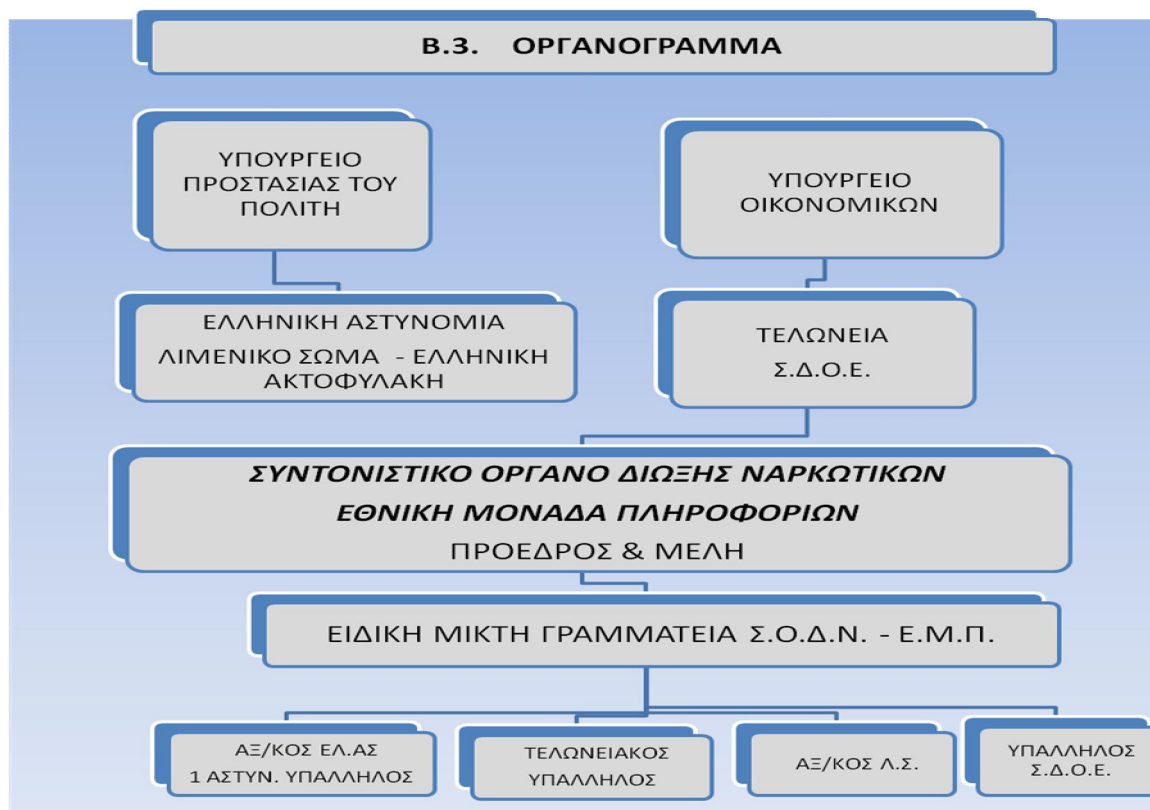 Β.3. ΟΡΓΑΝΟΓΡΑΜΜΑ
ΥΠΟΥΡΓΕΙΟ
ΠΡΟΣΤΑΣΙΑΣ ΤΟΥ
ΠΟΛΙΤΗ
ΥΠΟΥΡΓΕΙΟ
ΟΙΚΟΝΟΜΙΚΩΝ
ΕΛΛΗΝΙΚΗ ΑΣΤΥΝΟΜΙΑ
ΛΙΜΕΝΙΚΟ ΣΩΜΑ - ΕΛΛΗΝΙΚΗ
ΑΚΤΟΦΥΛΑΚΗ
ΤΕΛΩΝΕΙΑ
Σ.Δ.Ο.Ε.
ΣΥΝΤΟΝΙΣΤΙΚΟ ΟΡΓΑΝΟ ΔΙΩΞΗΣ ΝΑΡΚΩΤΙΚΩΝ
ΕΘΝΙΚΗ ΜΟΝΑΔΑ ΠΛΗΡΟΦΟΡΙΩΝ
ΠΡΟΕΔΡΟΣ & ΜΕΛΗ
ΕΙΔΙΚΗ ΜΙΚΤΗ ΓΡΑΜΜΑΤΕΙΑ Σ.Ο.Δ.Ν. - Ε.Μ.Π.
ΑΞ/ΚΟΣ ΕΛ.ΑΣ
1 ΑΣΤΥΝ. ΥΠΑΛΛΗΛΟΣ
ΤΕΛΩΝΕΙΑΚΟΣ
ΥΠΑΛΛΗΛΟΣ
ΑΞ/ΚΟΣ Λ.Σ.
ΥΠΑΛΛΗΛΟΣ
Σ.Δ.Ο.Ε.